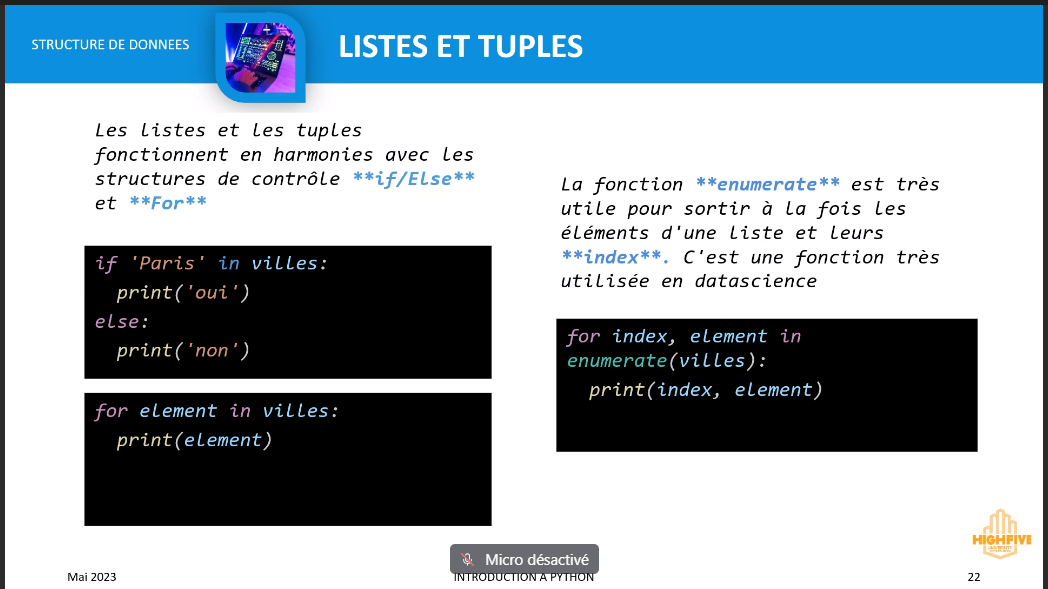 STRUCTURE DE DONNEES
LISTES ET TUPLES
Les listes et les tuples
fonctionnent en harmonies avec les
structures de contrôle **if/Else**
et **For**
if 'Paris' in villes:
print('oui')
else:
print('non')
for element in villes:
print(element)
La fonction **enumerate** est très
utile pour sortir à la fois les
éléments d'une liste et leurs
**index**. C'est une fonction très
utilisée en datascience
for index, element in
enumerate(villes):
print(index, element)
HIGHFIVE
Micro désactivé
Mai 2023
INTRODUCTION A PYTHON
22